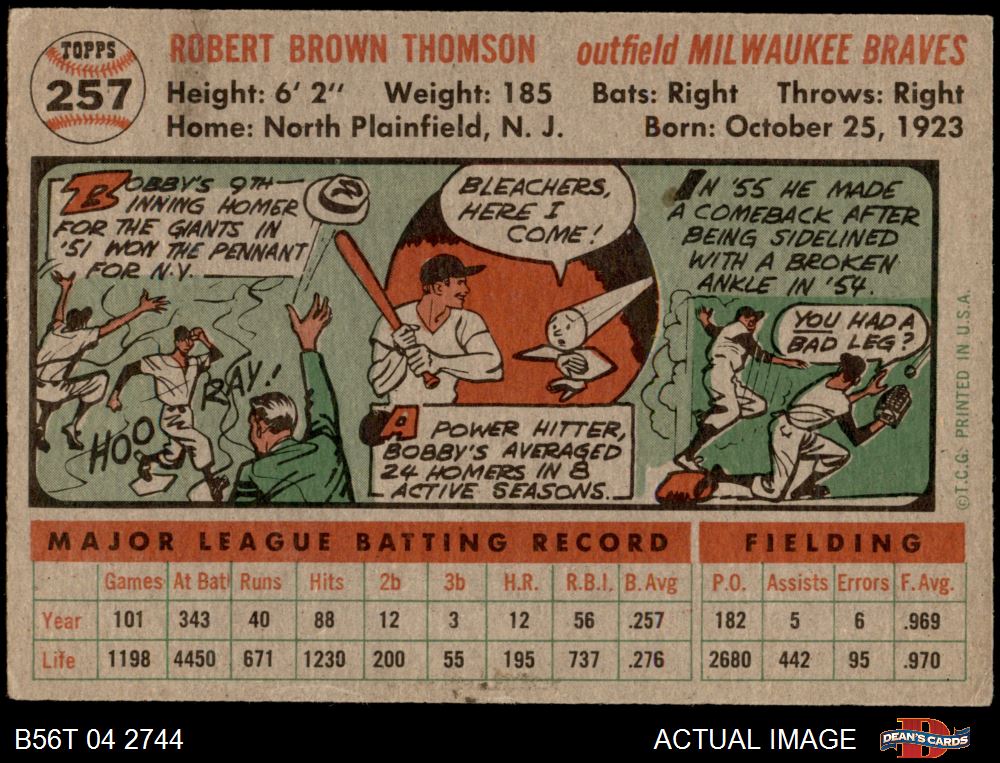 TOPPS
257
ROBERT BROWN THOMSON outfield MILWAUKEE BRAVES
Height: 6' 2" Weight: 185 Bats: Right Throws: Right
Home: North Plainfield, N. J. Born: October 25, 1923
BOBBY'S 9TH—
INNING HOMER
FOR THE GIANTS IN
'51 WON THE PENNANT
FOR N.Y.
HOO
RAY!!
BLEACHERS,
HERE I
COME!
A POWER HITTER,
BOBBY'S AVERAGED
24 HOMERS IN 8
ACTIVE SEASONS.
IN '55 HE MADE
A COMEBACK AFTER
BEING SIDELINED
WITH A BROKEN
ANKLE IN '54.
YOU HAD A
BAD LEG?
©T.C.G. PRINTED IN U.S.A.
MAJOR LEAGUE BATTING RECORD FIELDING
Games At Bat Runs Hits 2b 3b H.R. R.B.I. B. Avg P.O. Assists Errors F. Avg.
Year 101 343 40 88 12 3 12 56 .257 182 5 6 .969
Life 1198 4450 671 1230 200 55 195 737 .276 2680 442 95 .970
B56T 04 2744 ACTUAL IMAGE DEAN'S CARDS